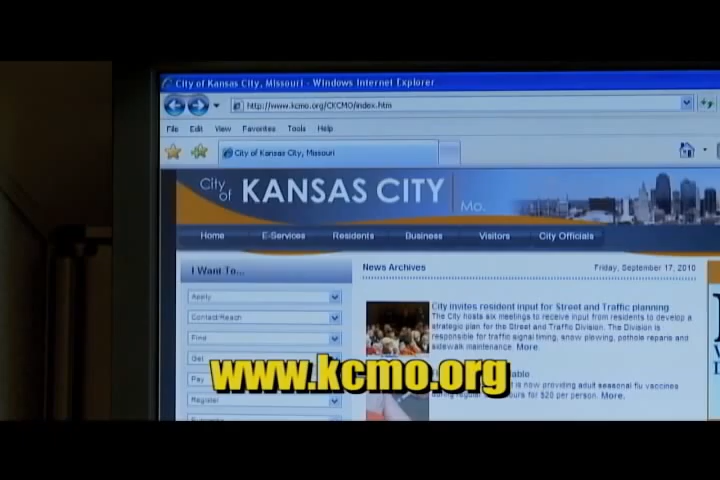 City of Kansas City, Missouri - Windows Internet Explorer
http://www.kcmo.org/CKCMO/index.htm
File Edit View Favorites Tools Help
City of Kansas City, Missouri
City of KANSAS CITY Mo.
Home E-Services Residents Business Visitors City Officials
I Want To...
Apply
Contact/Reach
Find
Get
Pay
Register
News Archives Friday, September 17, 2010
City invites resident input for Street and Traffic planning
The City hosts six meetings to receive input from residents to develop a
strategic plan for the Street and Traffic Division. The Division is
responsible for traffic signal timing, snow plowing, pothole repairs and
sidewalk maintenance. More.
is now providing adult seasonal flu vaccines
during regular for $20 per person. More.
www.kcmo.org